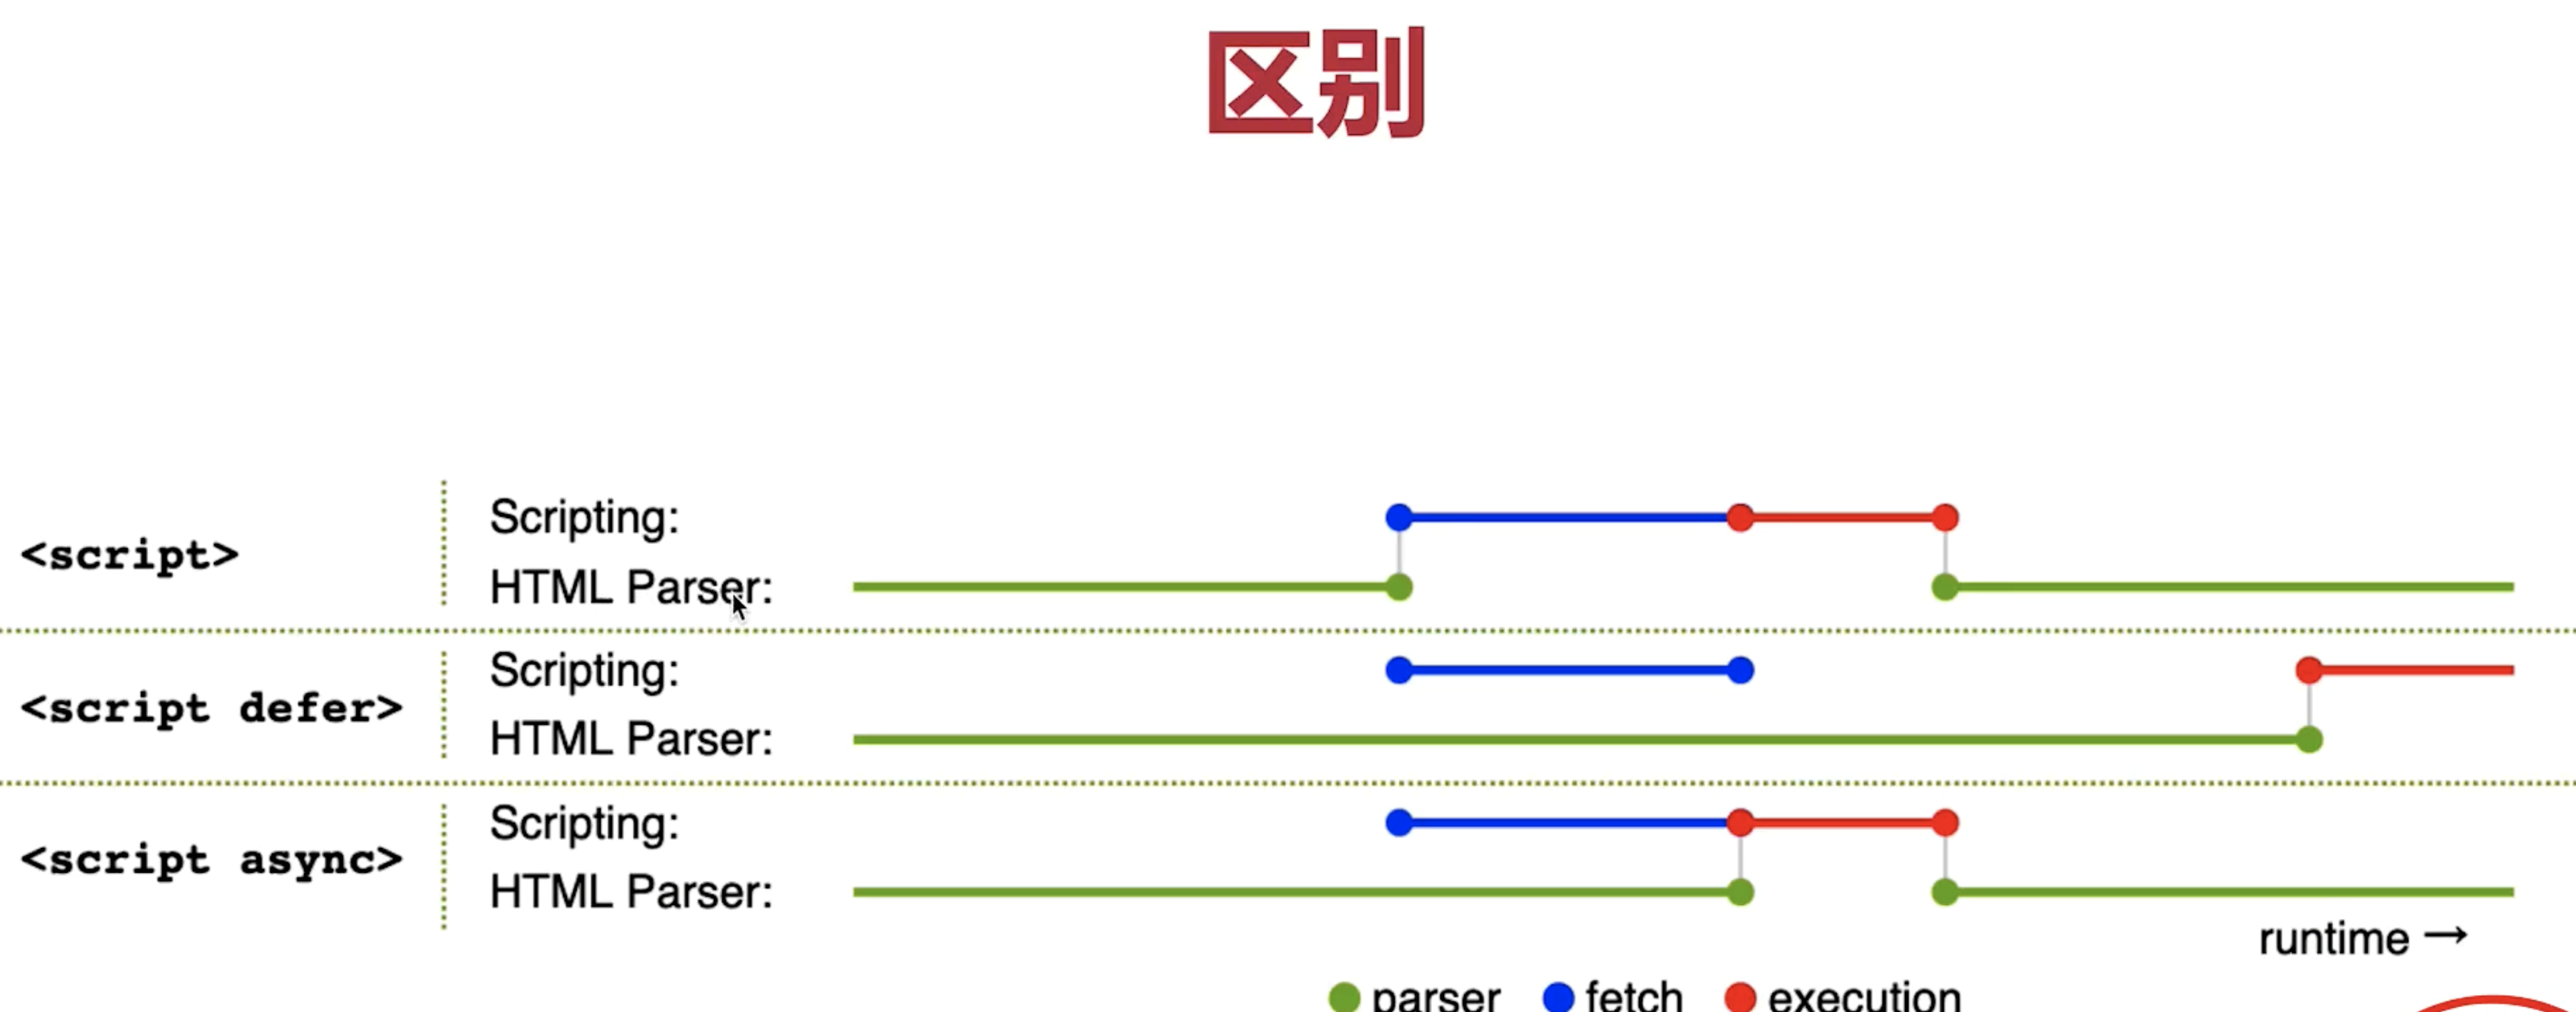 区别
<script>
Scripting:
HTML Parser:
<script defer>
Scripting:
HTML Parser:
<script async>
Scripting:
HTML Parser:
runtime →
parser fetch execution